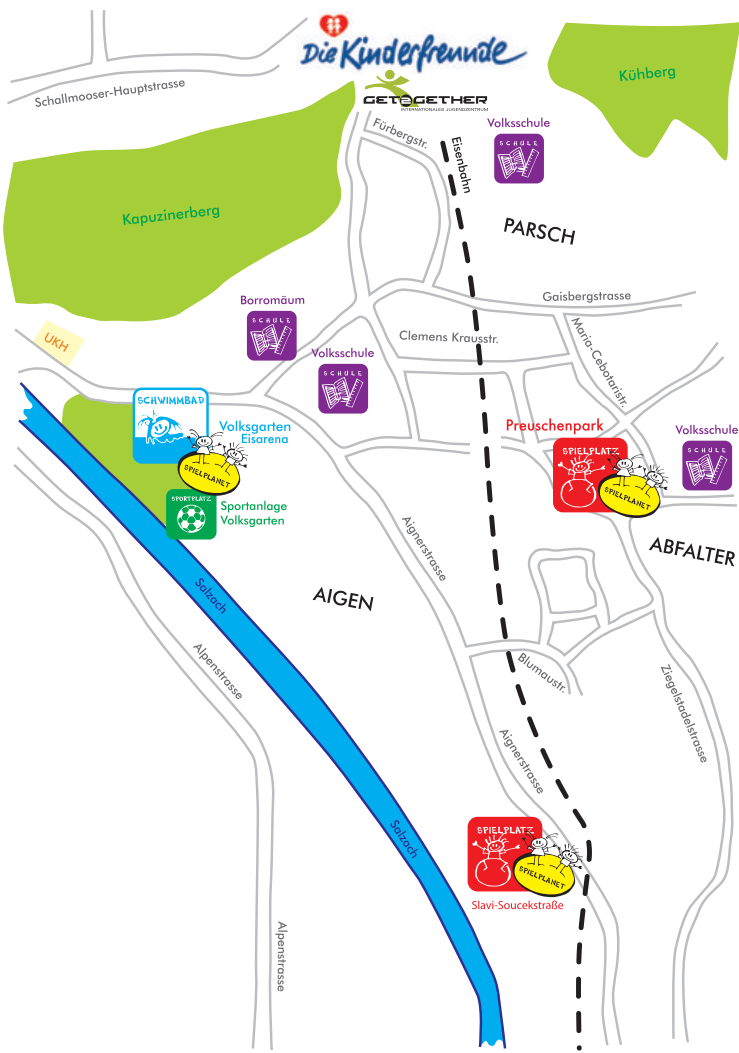 Die Kinderfreunde
GET2GETHER
INTERNATIONALES JUGENDZENTRUM
Kühberg
Schallmooser-Hauptstrasse
Fürbergstr.
Eisenbahn
Volksschule
SCHULE
Kapuzinerberg
PARSCH
Gaisbergstrasse
Borromäum
SCHULE
UKH
Clemens Krausstr.
Maria-Cebotaristr.
Volksschule
SCHULE
SCHWIMMBAD
Volksgarten
Eisarena
SPIELPLANET
Preuschenpark
SPIELPLATZ
SPIELPLANET
Volksschule
SCHULE
SPORTPLATZ
Sportanlage
Volksgarten
Aignerstrasse
ABFALTER
Salzach
AIGEN
Alpenstrasse
Blumaustr.
Ziegelstadelstrasse
Aignerstrasse
Salzach
SPIELPLATZ
SPIELPLANET
Slavi-Soucekstraße
Alpenstrasse